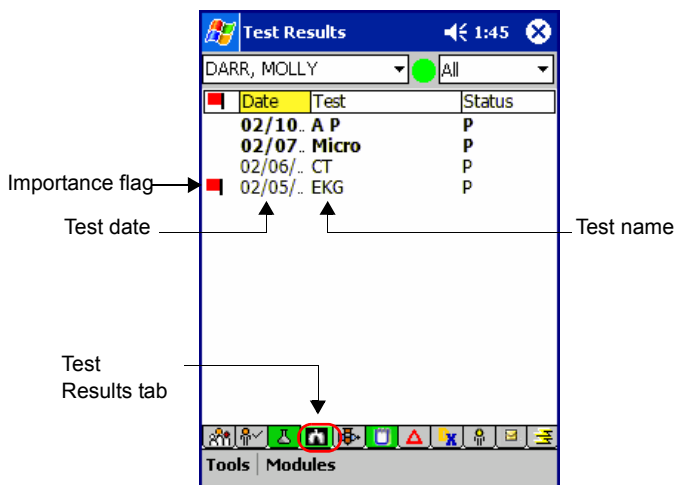 Test Results 1:45
DARR, MOLLY All
Date Test Status
02/10.. A P P
02/07.. Micro P
02/06/.. CT P
Importance flag 02/05/.. EKG P
Test date Test name
Test
Results tab
Tools Modules